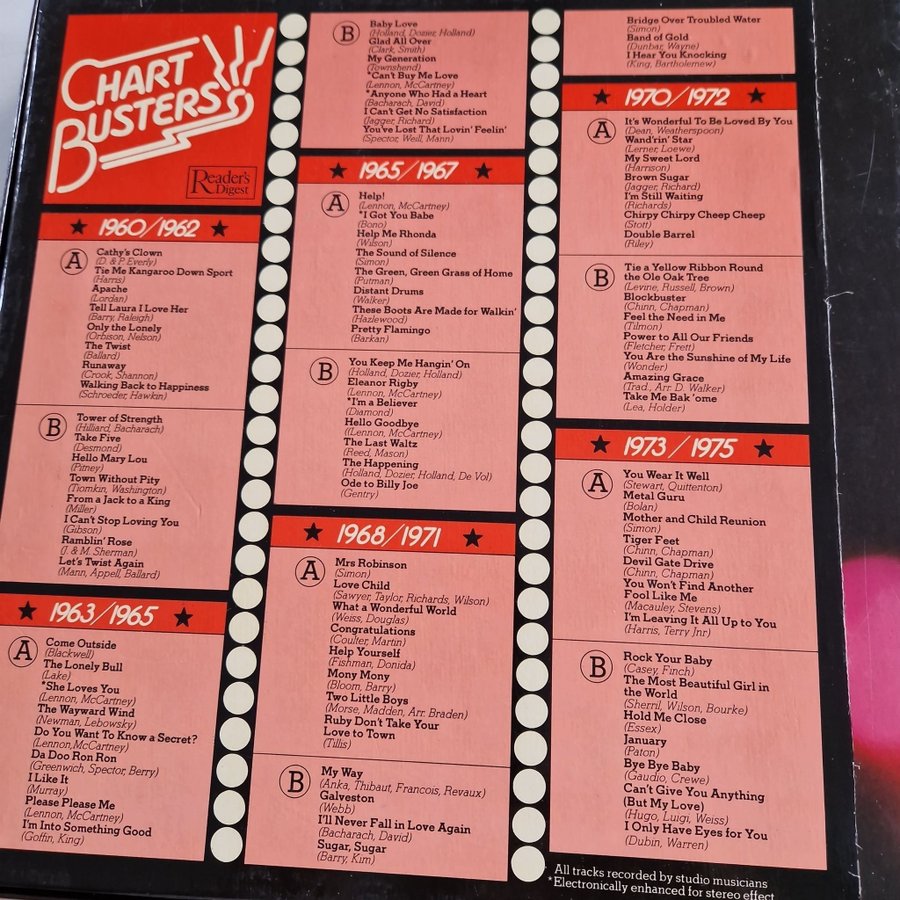 CHART
BUSTERS!!
Reader's
Digest
1960/1962
A
Cathy's Clown
(D. & P. Everly)
Tie Me Kangaroo Down Sport
(Harris)
Apache
(Lordan)
Tell Laura I Love Her
(Barry, Raleigh)
Only the Lonely
(Orbison, Nelson)
The Twist
(Ballard)
Runaway
(Crook, Shannon)
Walking Back to Happiness
(Schroeder, Hawkin)
B
Tower of Strength
(Hilliard, Bacharach)
Take Five
(Desmond)
Hello Mary Lou
(Pitney)
Town Without Pity
(Tiomkin, Washington)
From a Jack to a King
(Miller)
I Can't Stop Loving You
(Gibson)
Ramblin' Rose
(J. & M. Sherman)
Let's Twist Again
(Mann, Appell, Ballard)
1963/1965
A
Come Outside
(Blackwell)
The Lonely Bull
(Lake)
*She Loves You
(Lennon, McCartney)
The Wayward Wind
(Newman, Lebowsky)
Do You Want To Know a Secret?
(Lennon,McCartney)
Da Doo Ron Ron
(Greenwich, Spector, Berry)
I Like It
(Murray)
Please Please Me
(Lennon, McCartney)
I'm Into Something Good
(Goffin, King)
B
Baby Love
(Holland, Dozier, Holland)
Glad All Over
(Clark, Smith)
My Generation
(Townshend)
*Can't Buy Me Love
(Lennon, McCartney)
*Anyone Who Had a Heart
(Bacharach, David)
I Can't Get No Satisfaction
(Jagger, Richard)
You've Lost That Lovin' Feelin'
(Spector, Weill, Mann)
1965/1967
A
Help!
(Lennon, McCartney)
*I Got You Babe
(Bono)
Help Me Rhonda
(Wilson)
The Sound of Silence
(Simon)
The Green, Green Grass of Home
(Putman)
Distant Drums
(Walker)
These Boots Are Made for Walkin'
(Hazlewood)
Pretty Flamingo
(Barkan)
B
You Keep Me Hangin' On
(Holland, Dozier, Holland)
Eleanor Rigby
(Lennon, McCartney)
*I'm a Believer
(Diamond)
Hello Goodbye
(Lennon, McCartney)
The Last Waltz
(Reed, Mason)
The Happening
(Holland, Dozier, Holland, De Vol)
Ode to Billy Joe
(Gentry)
1968/1971
A
Mrs Robinson
(Simon)
Love Child
(Sawyer, Taylor, Richards, Wilson)
What a Wonderful World
(Weiss, Douglas)
Congratulations
(Coulter, Martin)
Help Yourself
(Fishman, Donida)
Mony Mony
(Bloom, Barry)
Two Little Boys
(Morse, Madden, Arr. Braden)
Ruby Don't Take Your
Love to Town
(Tillis)
B
My Way
(Anka, Thibaut, Francois, Revaux)
Galveston
(Webb)
I'll Never Fall in Love Again
(Bacharach, David)
Sugar, Sugar
(Barry, Kim)
Bridge Over Troubled Water
(Simon)
Band of Gold
(Dunbar, Wayne)
I Hear You Knocking
(King, Bartholemew)
1970/1972
A
It's Wonderful To Be Loved By You
(Dean, Weatherspoon)
Wand'rin' Star
(Lerner, Loewe)
My Sweet Lord
(Harrison)
Brown Sugar
(Jagger, Richard)
I'm Still Waiting
(Richards)
Chirpy Chirpy Cheep Cheep
(Stott)
Double Barrel
(Riley)
B
Tie a Yellow Ribbon Round
the Ole Oak Tree
(Levine, Russell, Brown)
Blockbuster
(Chinn, Chapman)
Feel the Need in Me
(Tilmon)
Power to All Our Friends
(Fletcher, Frett)
You Are the Sunshine of My Life
(Wonder)
Amazing Grace
(Trad., Arr. D. Walker)
Take Me Bak 'ome
(Lea, Holder)
1973/1975
A
You Wear It Well
(Stewart, Quittenton)
Metal Guru
(Bolan)
Mother and Child Reunion
(Simon)
Tiger Feet
(Chinn, Chapman)
Devil Gate Drive
(Chinn, Chapman)
You Won't Find Another
Fool Like Me
(Macauley, Stevens)
I'm Leaving It All Up to You
(Harris, Terry Jnr)
B
Rock Your Baby
(Casey, Finch)
The Most Beautiful Girl in
the World
(Sherril, Wilson, Bourke)
Hold Me Close
(Essex)
January
(Paton)
Bye Bye Baby
(Gaudio, Crewe)
Can't Give You Anything
(But My Love)
(Hugo, Luigi, Weiss)
I Only Have Eyes for You
(Dubin, Warren)
All tracks recorded by studio musicians
*Electronically enhanced for stereo effect